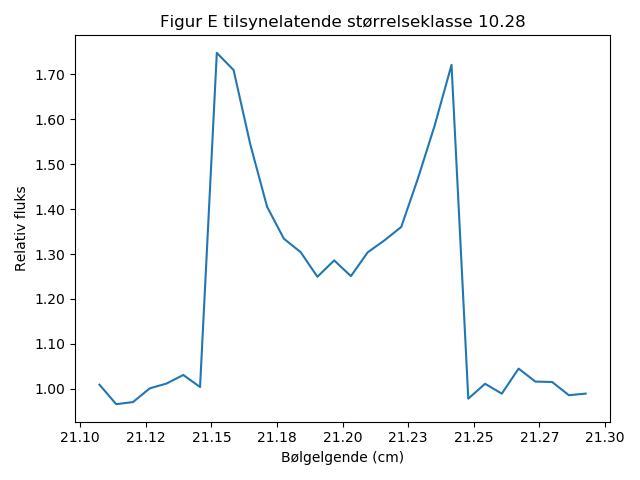 Figur E tilsynelatende størrelseklasse 10.28
1.70
1.60
1.50
1.40
1.30
1.20
1.10
1.00
Relativ fluks
21.10 21.12 21.15 21.18 21.20 21.23 21.25 21.27 21.30
Bølgelgende (cm)